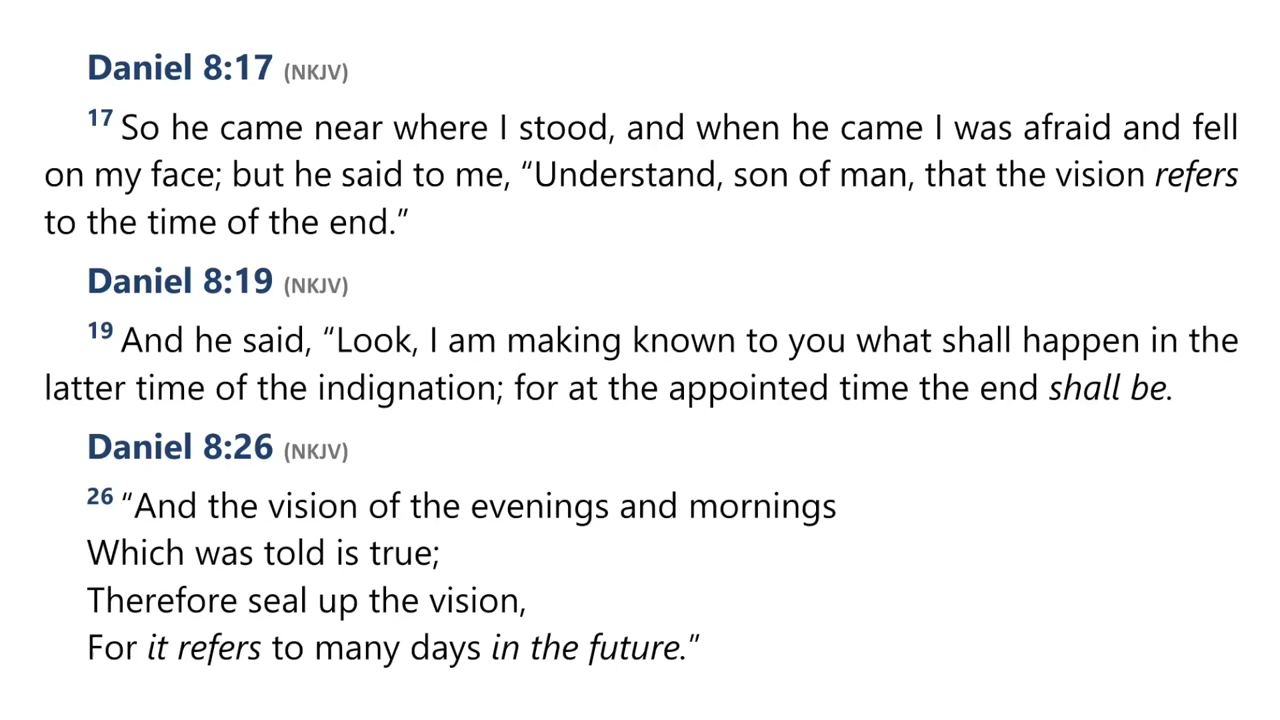 Daniel 8:17 (NKJV)
17 So he came near where I stood, and when he came I was afraid and fell
on my face; but he said to me, “Understand, son of man, that the vision refers
to the time of the end.”
Daniel 8:19 (NKJV)
19 And he said, “Look, I am making known to you what shall happen in the
latter time of the indignation; for at the appointed time the end shall be.
Daniel 8:26 (NKJV)
26 “And the vision of the evenings and mornings
Which was told is true;
Therefore seal up the vision,
For it refers to many days in the future.”